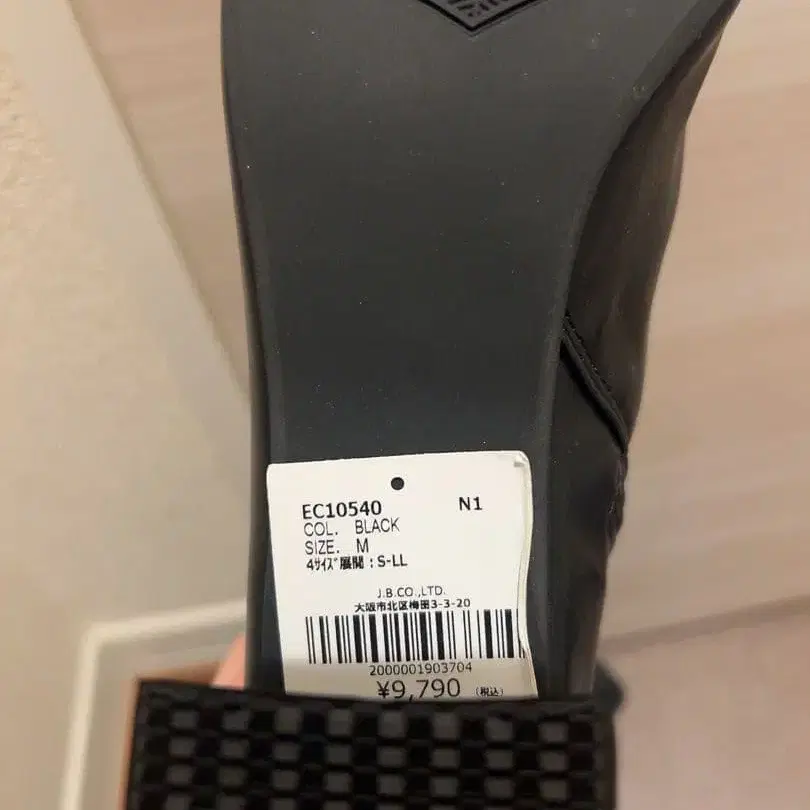 EC10540 N1
COL. BLACK
SIZE. M
4ｻｲｽﾞ展開：S-LL
J.B.CO.,LTD.
大阪市北区梅田3-3-20
2000001903704
¥9,790 (税込)